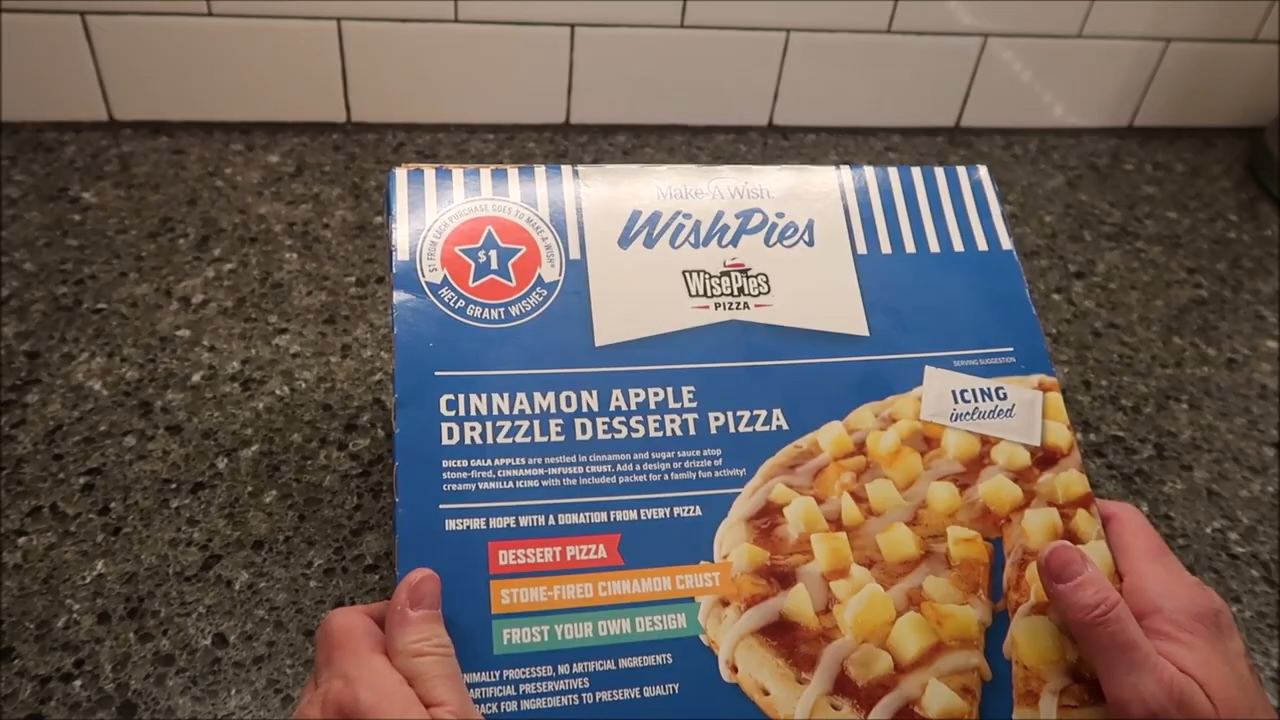 Make-A-Wish.
WishPies
WisePies
PIZZA
$1 FROM EACH PURCHASE GOES TO MAKE-A-WISH®
$1
HELP GRANT WISHES
SERVING SUGGESTION
ICING
included
CINNAMON APPLE
DRIZZLE DESSERT PIZZA
DICED GALA APPLES are nestled in cinnamon and sugar sauce atop
stone-fired, CINNAMON-INFUSED CRUST. Add a design or drizzle of
creamy VANILLA ICING with the included packet for a family fun activity!
INSPIRE HOPE WITH A DONATION FROM EVERY PIZZA
DESSERT PIZZA
STONE-FIRED CINNAMON CRUST
FROST YOUR OWN DESIGN
NIMALLY PROCESSED, NO ARTIFICIAL INGREDIENTS
ARTIFICIAL PRESERVATIVES
BACK FOR INGREDIENTS TO PRESERVE QUALITY